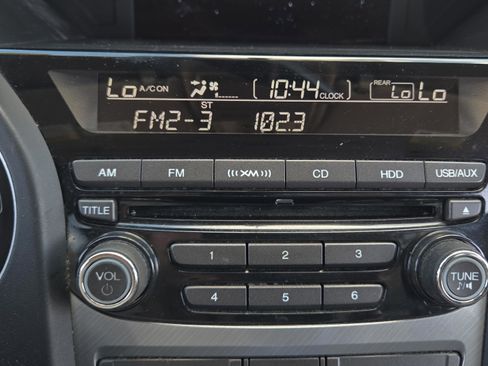 Lo A/C ON 10:44 CLOCK REAR Lo Lo
ST
FM2-3 102.3
AM FM XM CD HDD USB/AUX
TITLE
VOL 1 2 3 TUNE
4 5 6